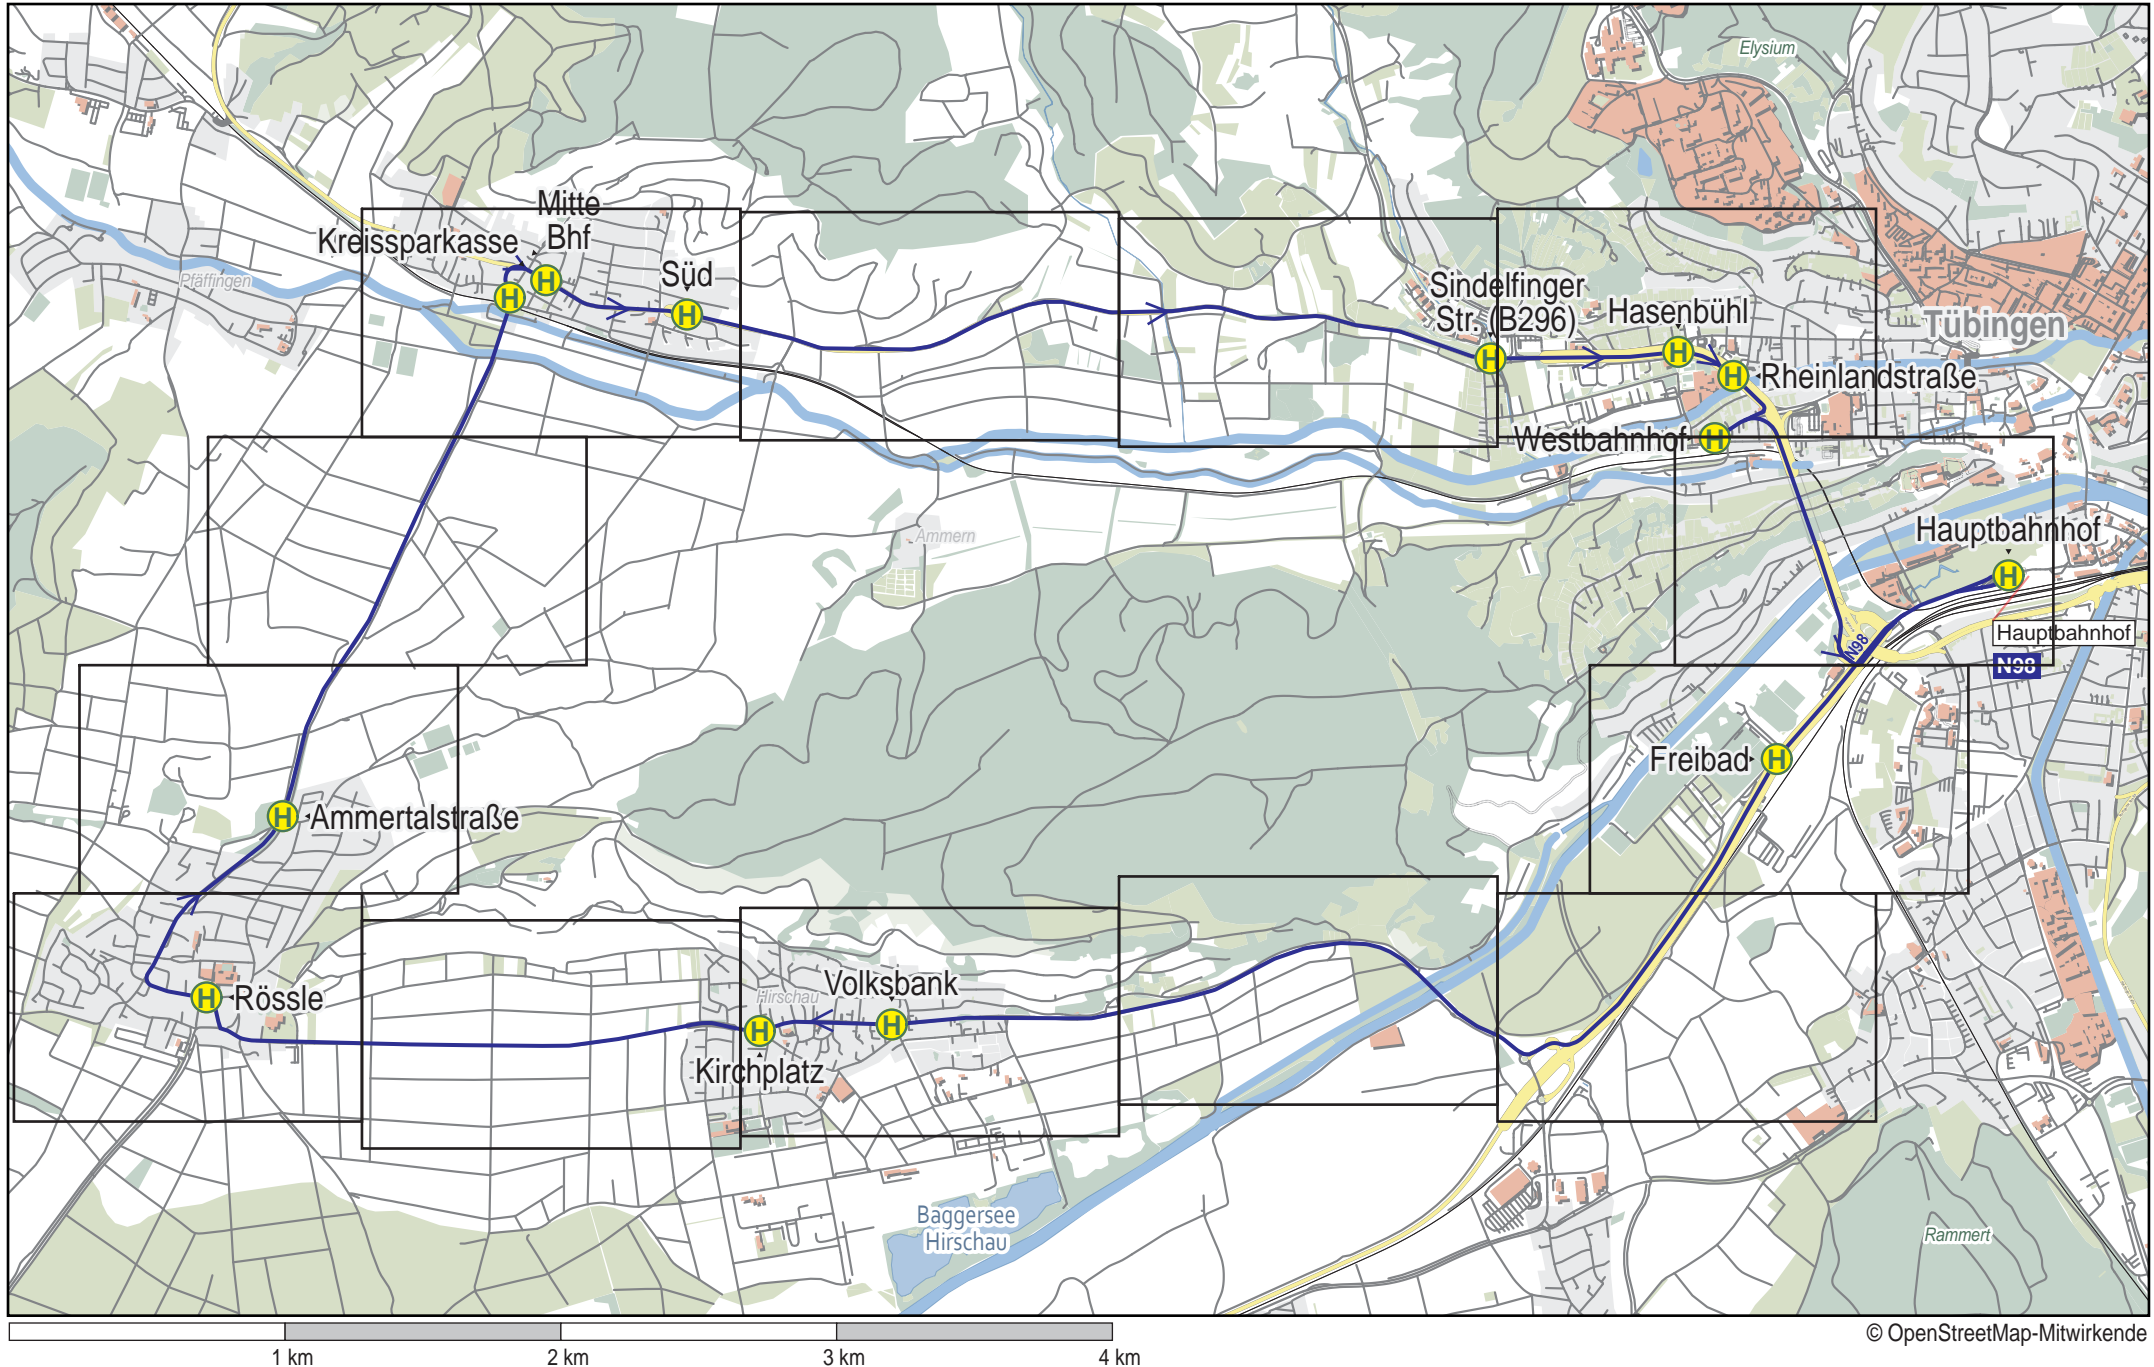 Elysium
Mitte
Bhf
Kreissparkasse
Süd
Pfäffingen
Sindelfinger
Str. (B296)
Hasenbühl
Tübingen
Rheinlandstraße
Westbahnhof
Ammern
Hauptbahnhof
Hauptbahnhof
N98
N98
Freibad
Ammertalstraße
Rössle
Hirschau
Volksbank
Kirchplatz
Baggersee
Hirschau
Rammert
H
H
H
H
H
H
H
H
H
H
H
H
H
© OpenStreetMap-Mitwirkende
1 km
2 km
3 km
4 km